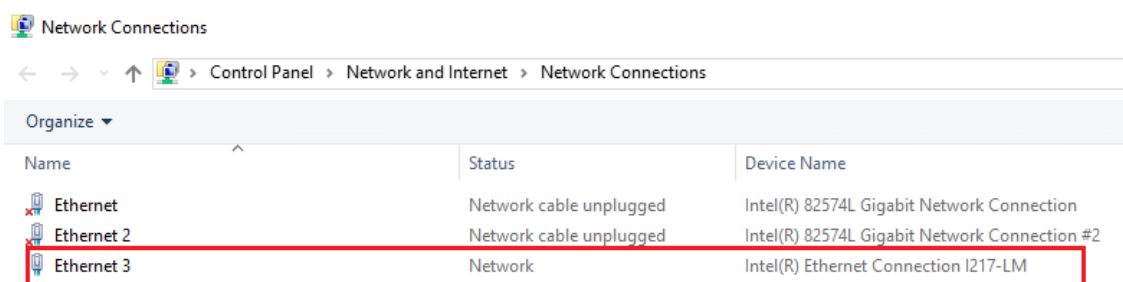 Network Connections
Control Panel > Network and Internet > Network Connections
Organize
Name Status Device Name
Ethernet Network cable unplugged Intel(R) 82574L Gigabit Network Connection
Ethernet 2 Network cable unplugged Intel(R) 82574L Gigabit Network Connection #2
Ethernet 3 Network Intel(R) Ethernet Connection I217-LM